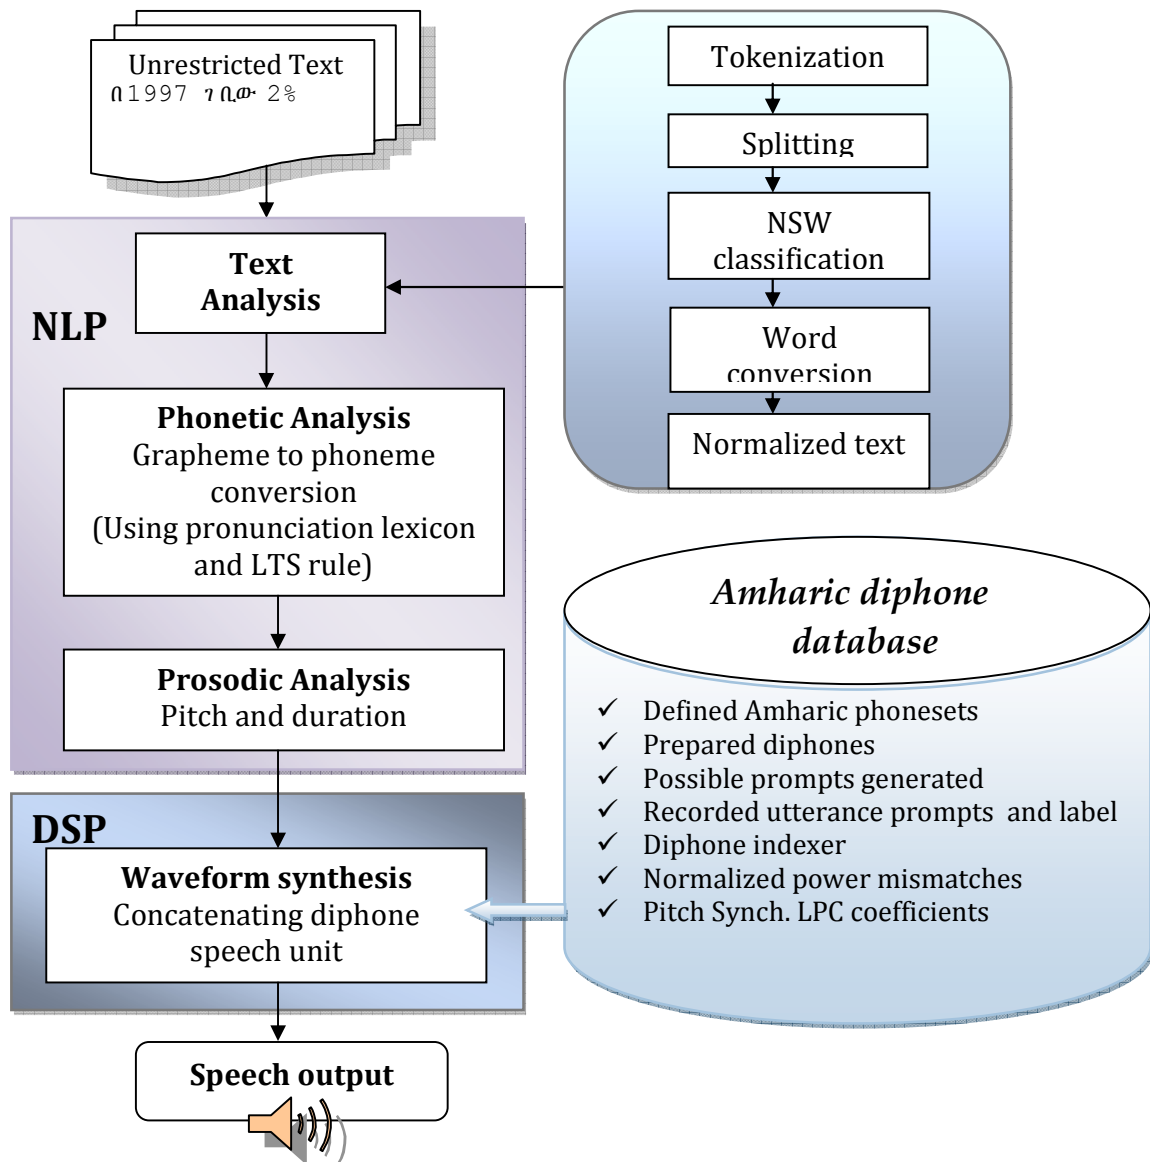 Unrestricted Text
በ1997 ገቢው 2%
NLP
Text
Analysis
Phonetic Analysis
Grapheme to phoneme
conversion
(Using pronunciation lexicon
and LTS rule)
Prosodic Analysis
Pitch and duration
DSP
Waveform synthesis
Concatenating diphone
speech unit
Speech output
Tokenization
Splitting
NSW
classification
Word
conversion
Normalized text
Amharic diphone
database
✓ Defined Amharic phonesets
✓ Prepared diphones
✓ Possible prompts generated
✓ Recorded utterance prompts and label
✓ Diphone indexer
✓ Normalized power mismatches
✓ Pitch Synch. LPC coefficients